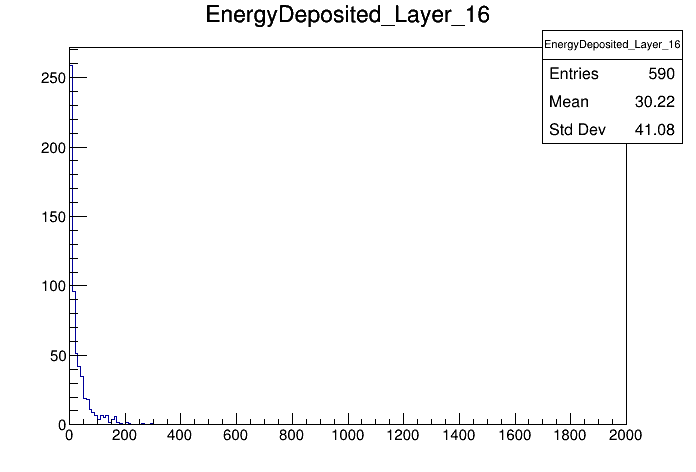 EnergyDeposited_Layer_16
EnergyDeposited_Layer_16
Entries 590
Mean 30.22
Std Dev 41.08
250
200
150
100
50
0
0 200 400 600 800 1000 1200 1400 1600 1800 2000